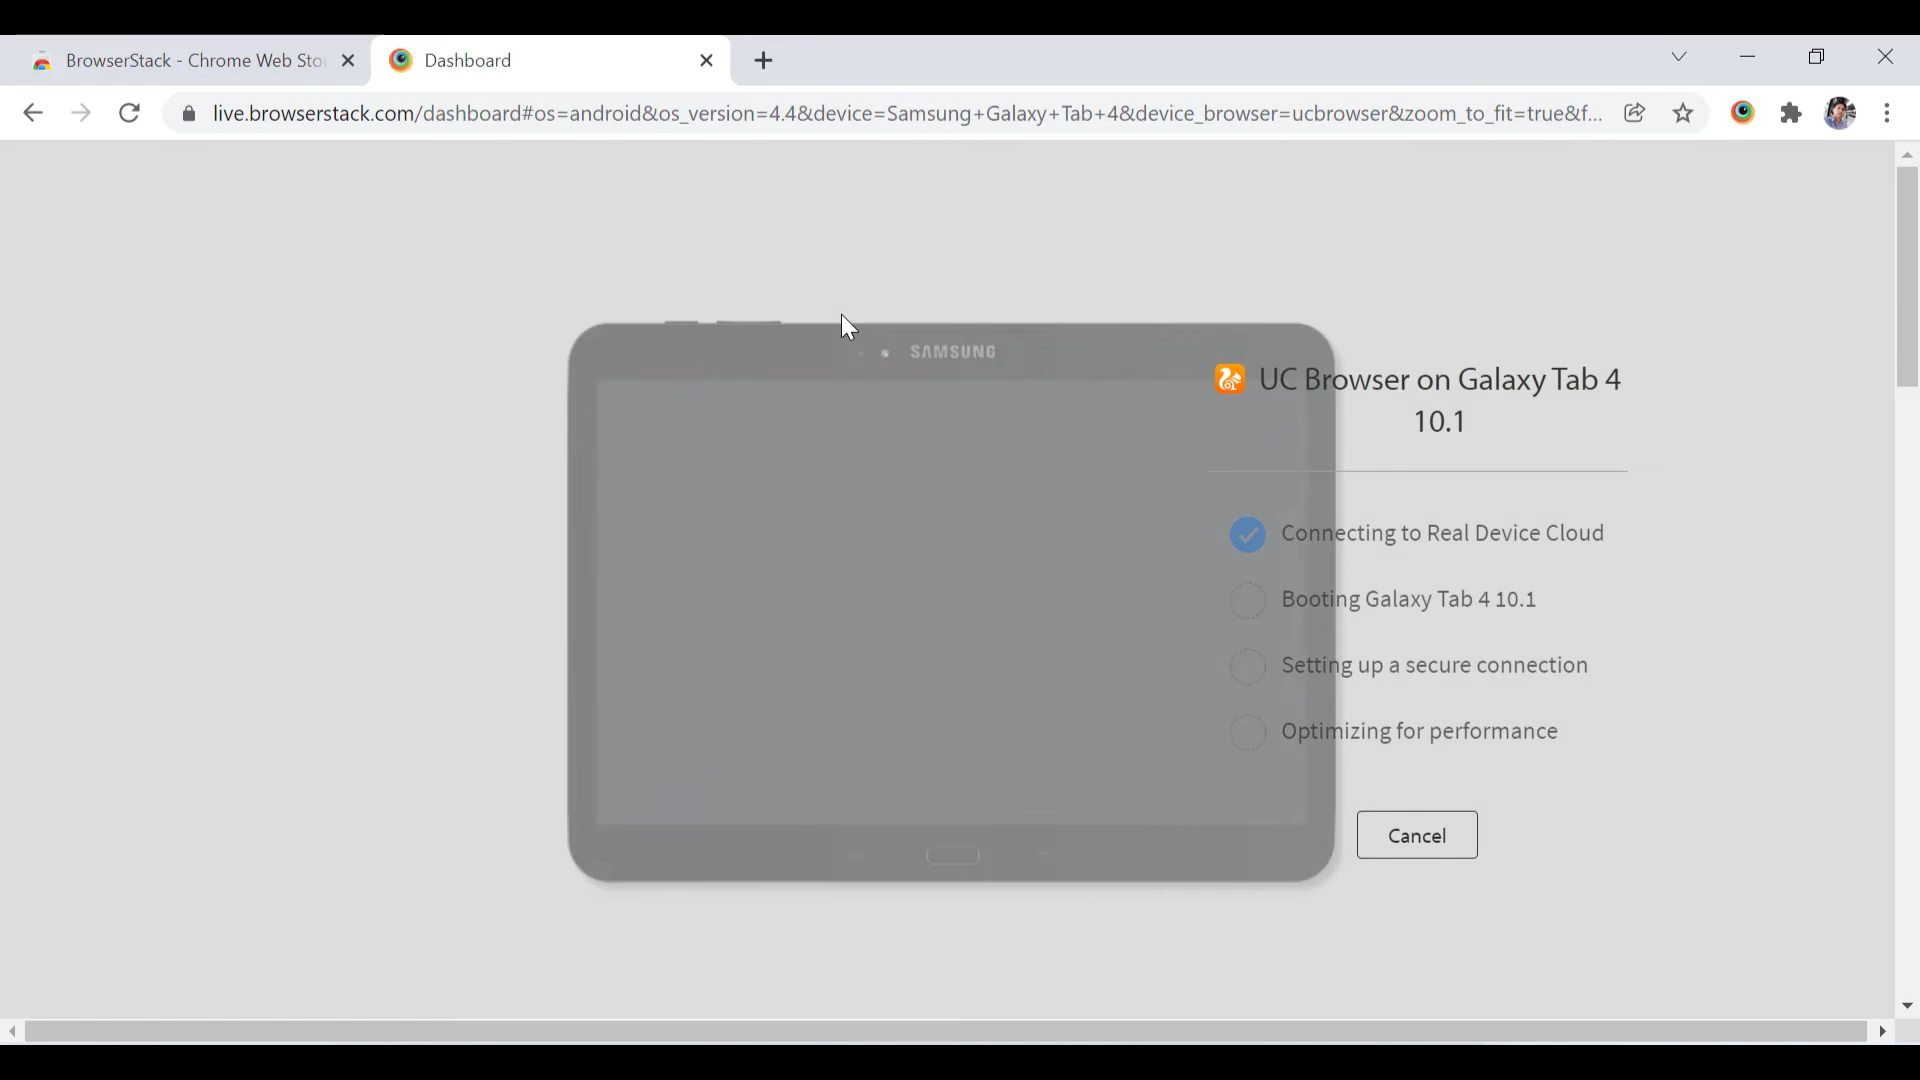 BrowserStack - Chrome Web Sto
Dashboard
live.browserstack.com/dashboard#os=android&os_version=4.4&device=Samsung+Galaxy+Tab+4&device_browser=ucbrowser&zoom_to_fit=true&f...
SAMSUNG
UC Browser on Galaxy Tab 4
10.1
Connecting to Real Device Cloud
Booting Galaxy Tab 4 10.1
Setting up a secure connection
Optimizing for performance
Cancel